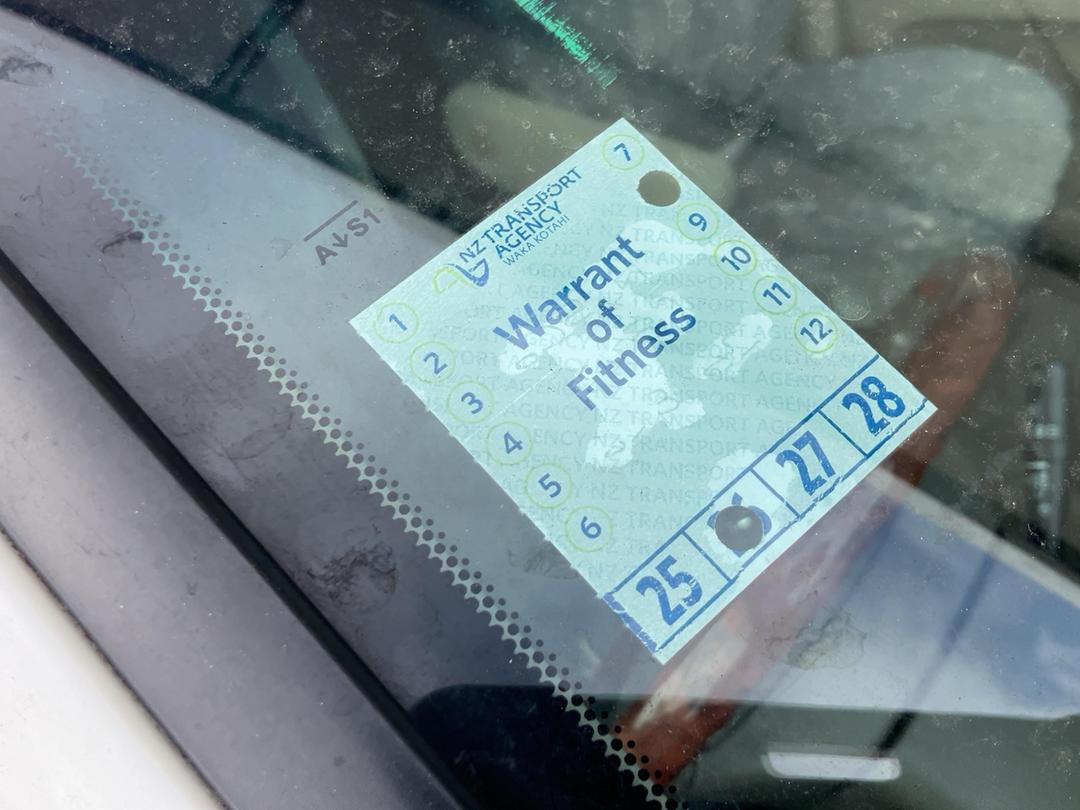 AS1
NZ TRANSPORT
AGENCY
WAKA KOTAHI
Warrant
of
Fitness
1
2
3
4
5
6
7
9
10
11
12
25
27
28